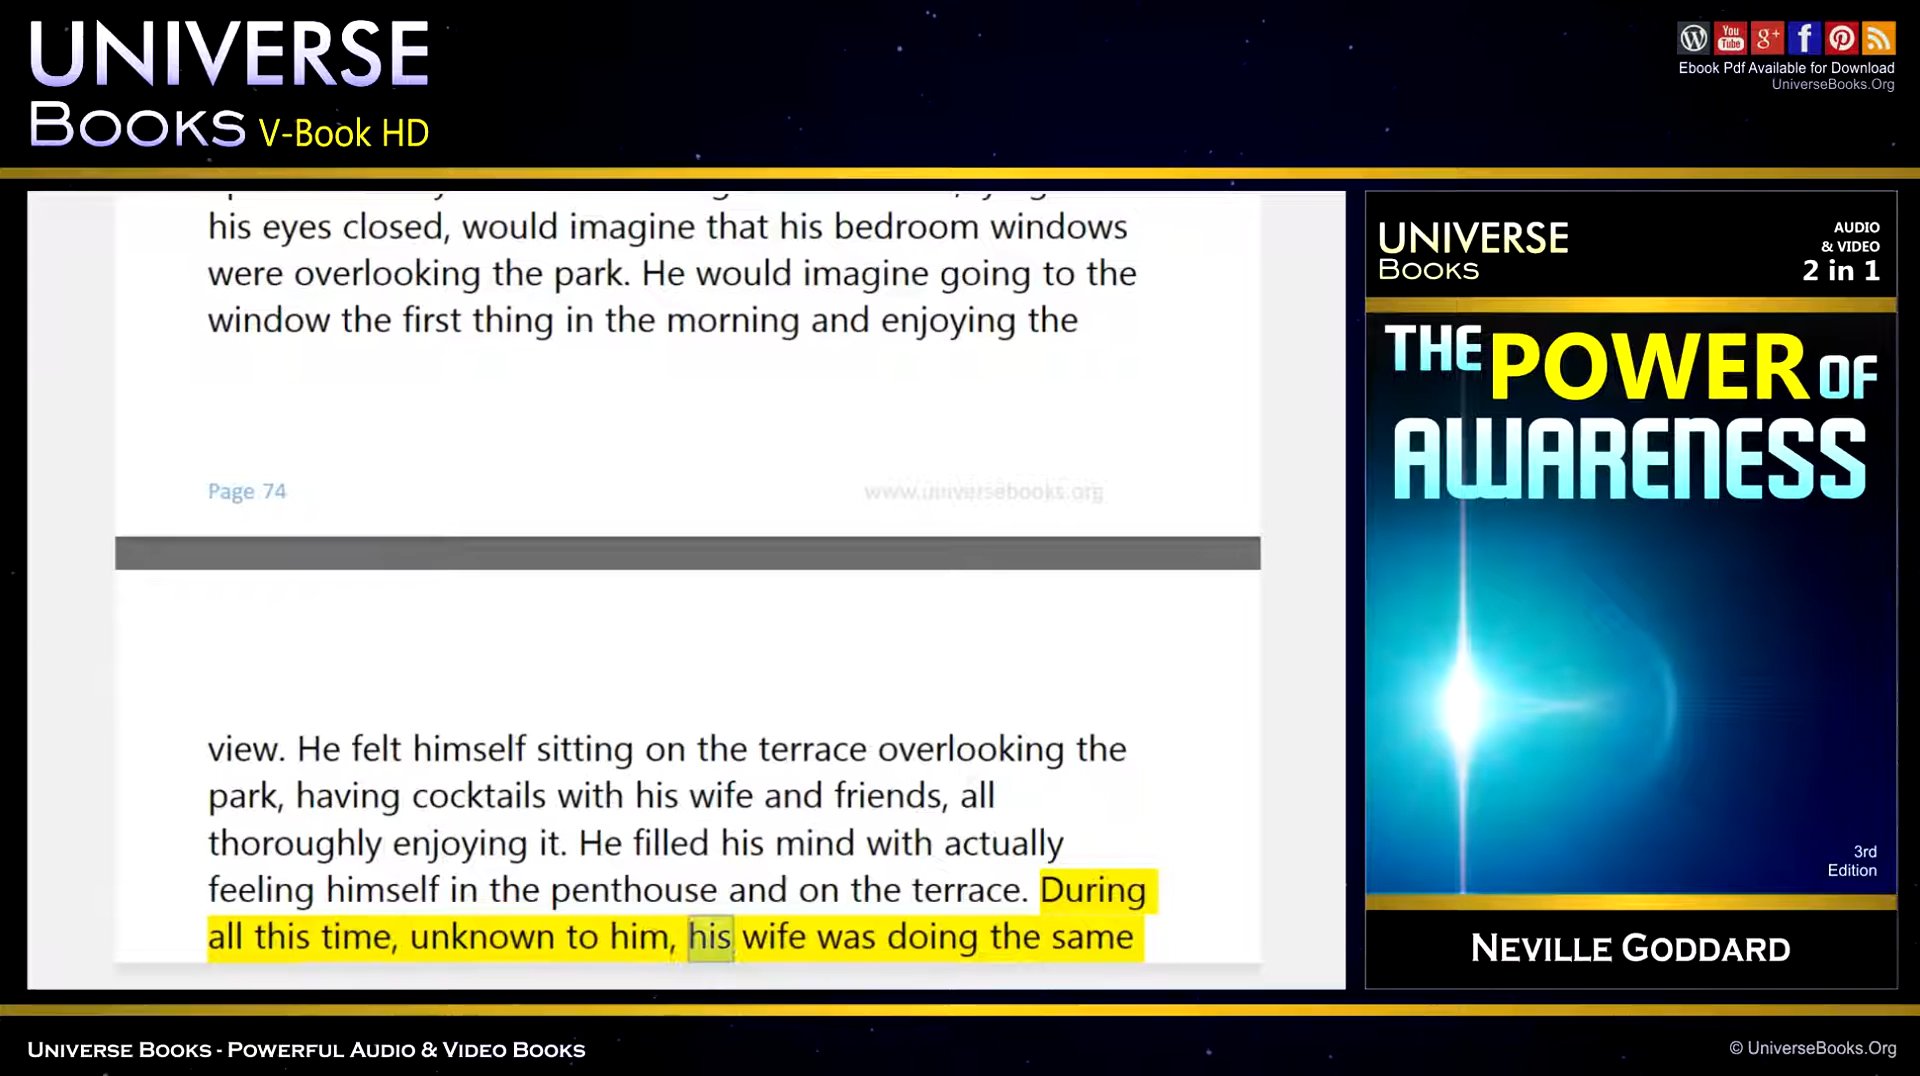 UNIVERSE
BOOKS V-Book HD
Ebook Pdf Available for Download
UniverseBooks.Org
his eyes closed, would imagine that his bedroom windows
were overlooking the park. He would imagine going to the
window the first thing in the morning and enjoying the
Page 74
www.universebooks.org
view. He felt himself sitting on the terrace overlooking the
park, having cocktails with his wife and friends, all
thoroughly enjoying it. He filled his mind with actually
feeling himself in the penthouse and on the terrace. During
all this time, unknown to him, his wife was doing the same
UNIVERSE
BOOKS
AUDIO
& VIDEO
2 in 1
THE POWER OF
AWARENESS
3rd
Edition
NEVILLE GODDARD
UNIVERSE BOOKS - POWERFUL AUDIO & VIDEO BOOKS
© UniverseBooks.Org